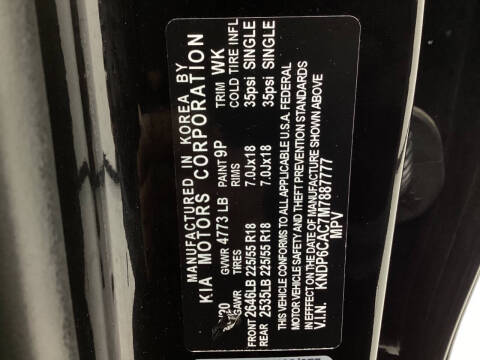 MANUFACTURED IN KOREA BY
KIA MOTORS CORPORATION
20 GVWR 4773 LB PAINT 9P TRIM WK
GAWR TIRES RIMS COLD TIRE INFL
FRONT 2646LB 225/55 R18 7.0Jx18 35psi SINGLE
REAR 2535LB 225/55 R18 7.0Jx18 35psi SINGLE
THIS VEHICLE CONFORMS TO ALL APPLICABLE U.S.A. FEDERAL
MOTOR VEHICLE SAFETY AND THEFT PREVENTION STANDARDS
IN EFFECT ON THE DATE OF MANUFACTURE SHOWN ABOVE
V.I.N. KNDP6CAC7M7887777
MPV